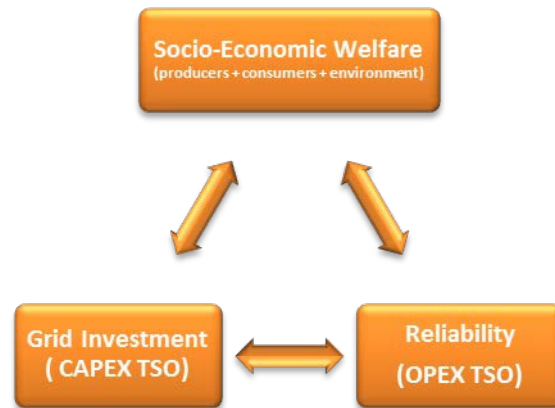 Socio-Economic Welfare
(producers + consumers + environment)
Grid Investment
( CAPEX TSO)
Reliability
(OPEX TSO)